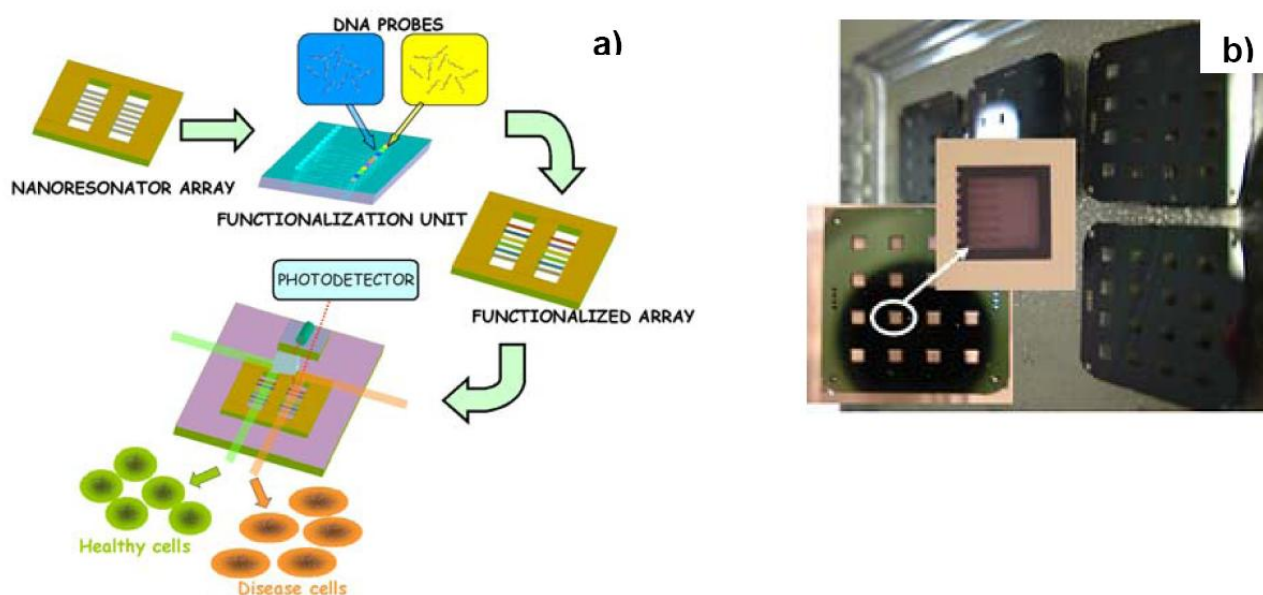 DNA PROBES
a)
b)
NANORESONATOR ARRAY
FUNCTIONALIZATION UNIT
PHOTODETECTOR
FUNCTIONALIZED ARRAY
Healthy cells
Disease cells